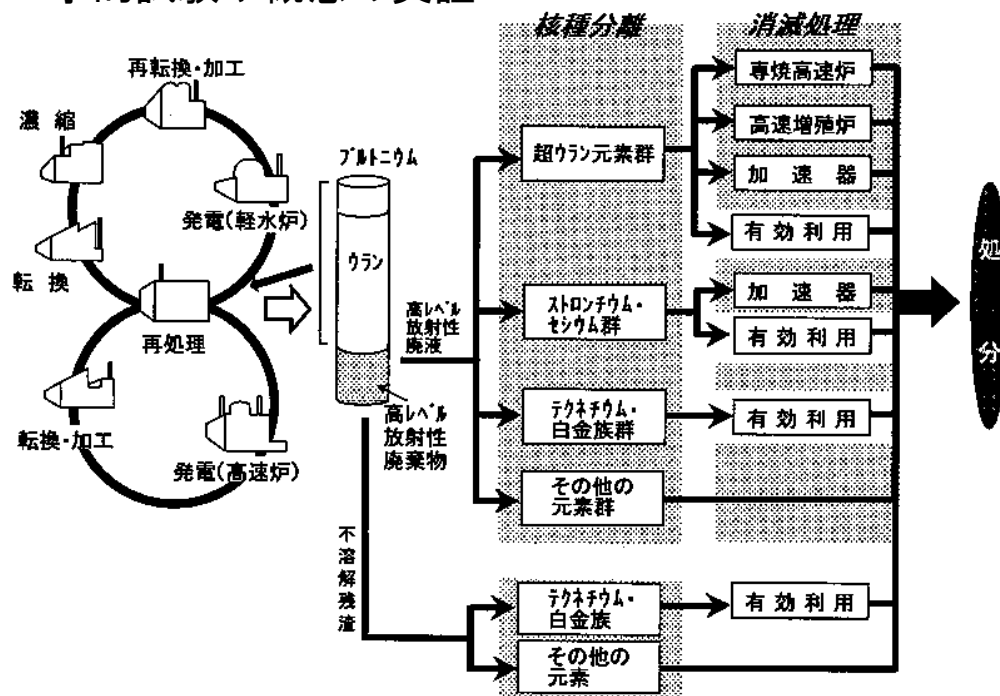 核種分離
消滅処理
再転換・加工
濃縮
発電(軽水炉)
転換
再処理
転換・加工
発電(高速炉)
プルトニウム
ウラン
高レベル
放射性
廃液
高レベル
放射性
廃棄物
不溶解残渣
超ウラン元素群
ストロンチウム・
セシウム群
テクネチウム・
白金族群
その他の
元素群
テクネチウム・
白金族
その他の
元素
専焼高速炉
高速増殖炉
加速器
有効利用
加速器
有効利用
有効利用
有効利用
処分